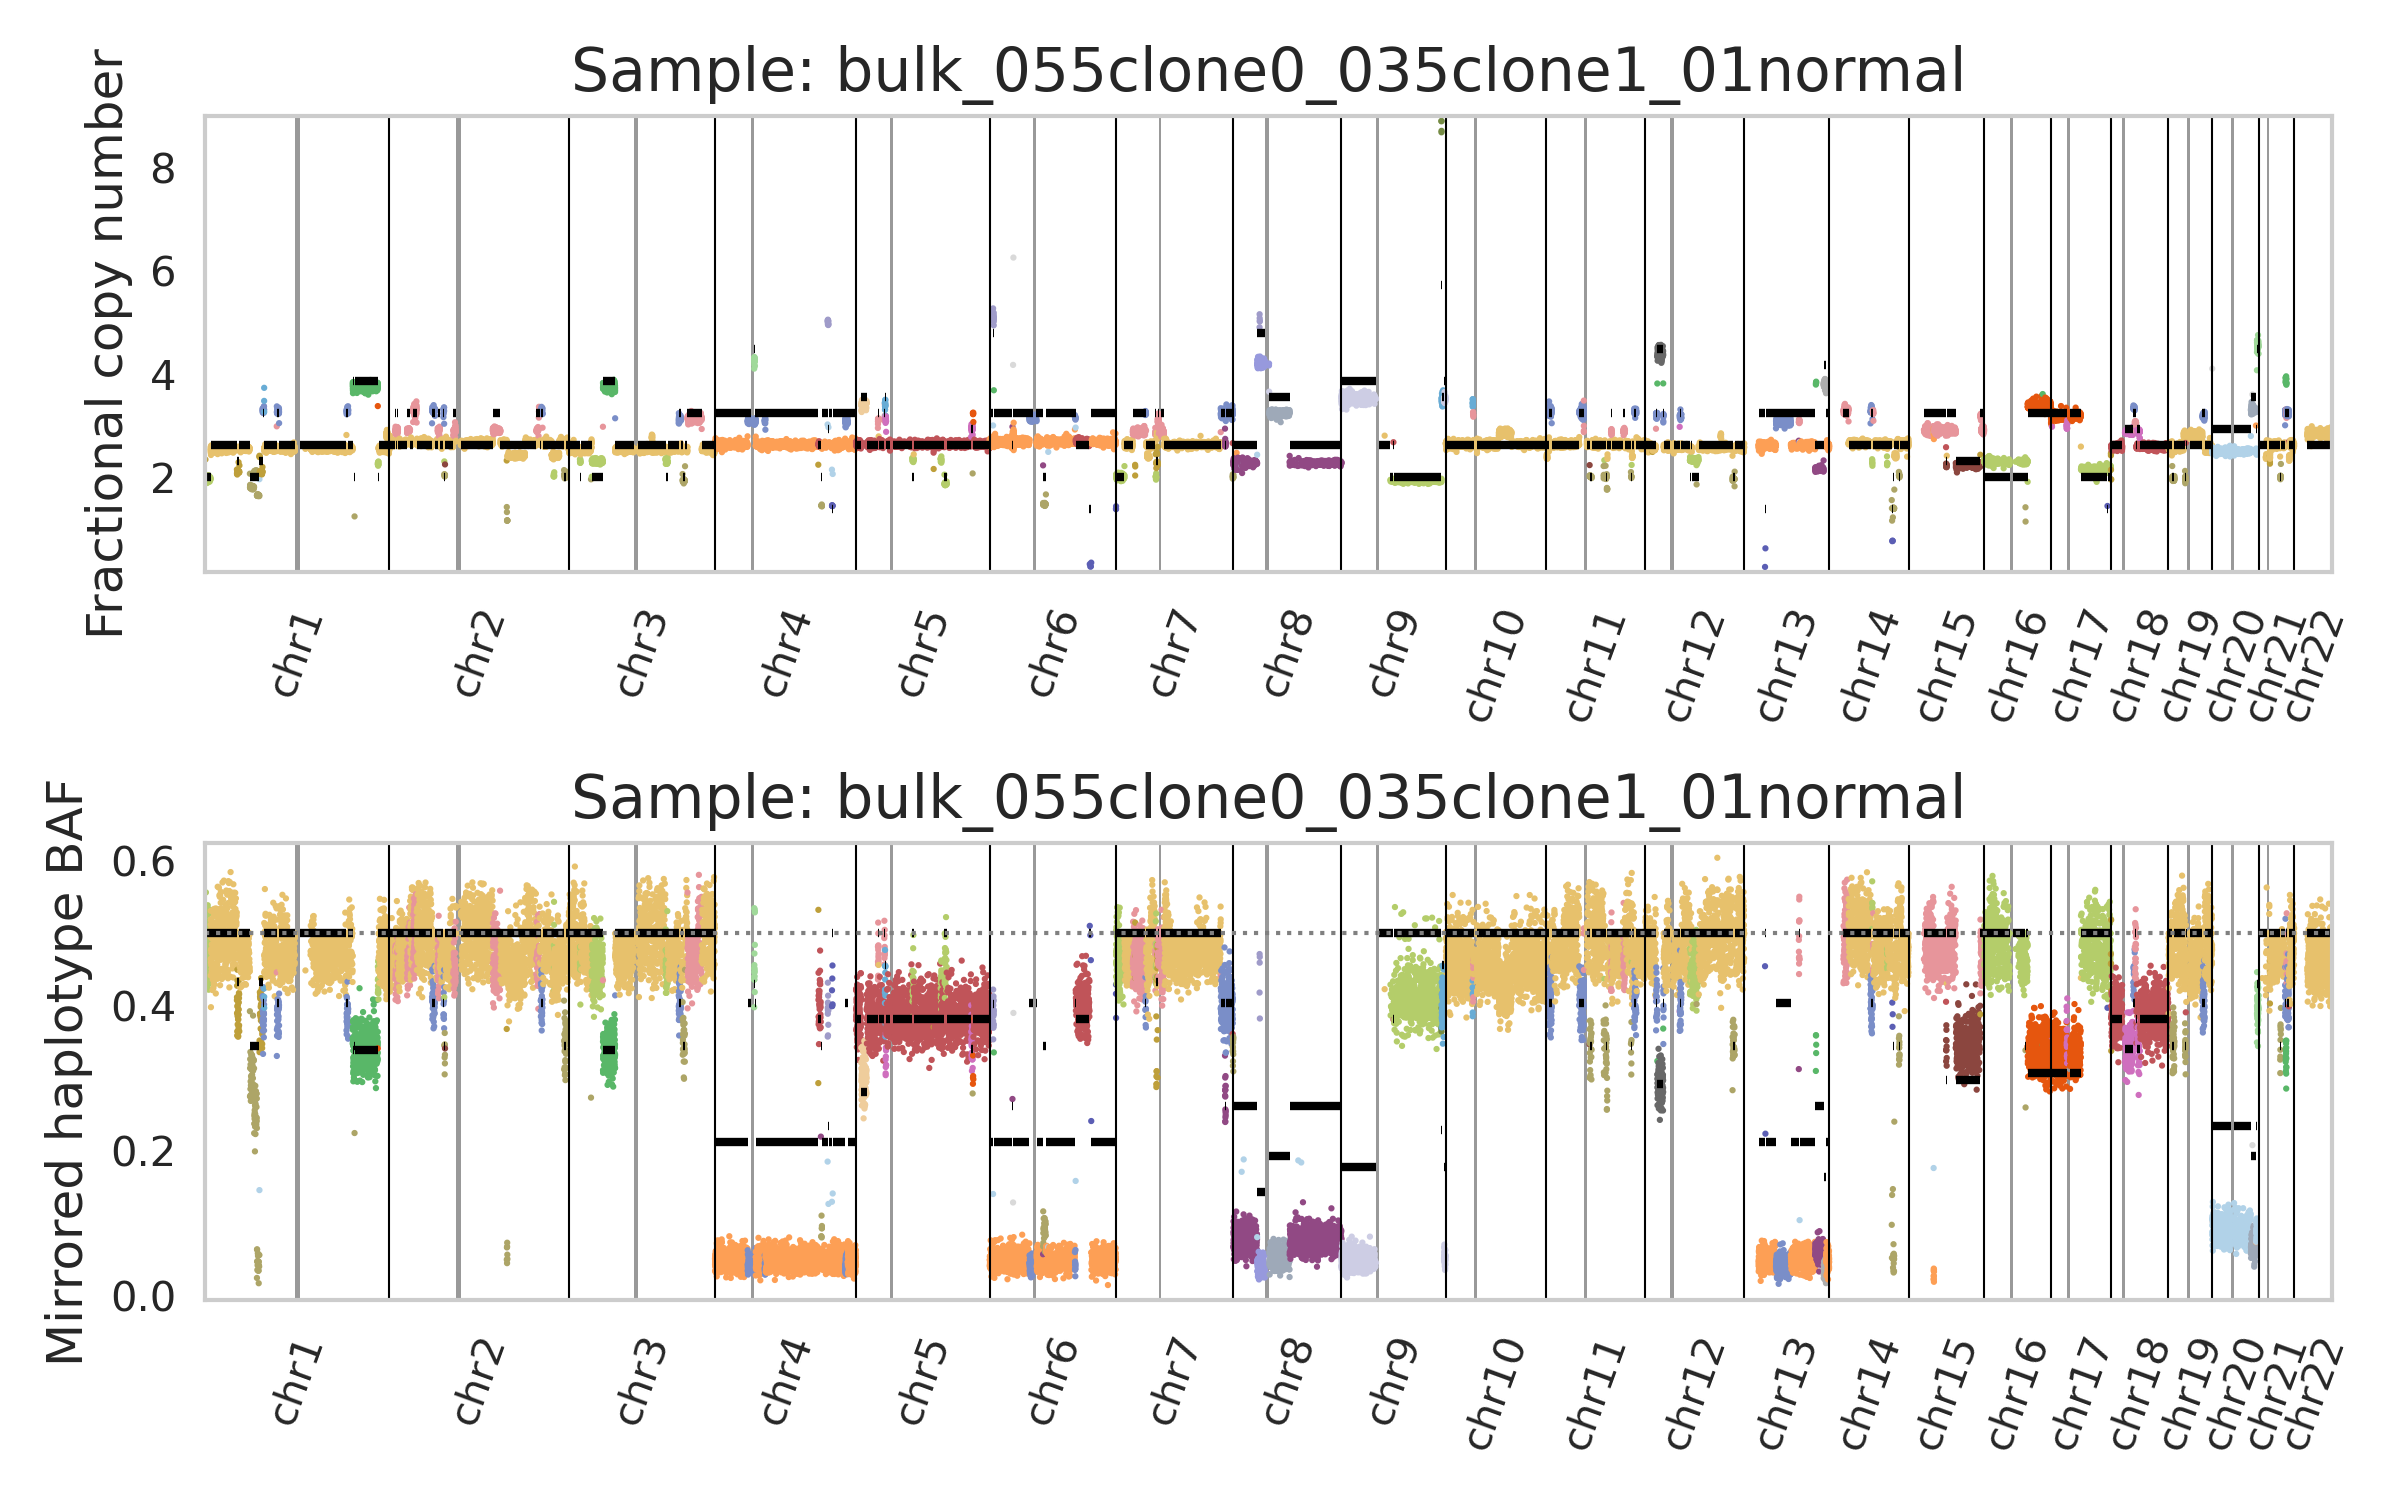 Sample: bulk_055clone0_035clone1_01normal
Fractional copy number
8
6
4
2
chr1
chr2
chr3
chr4
chr5
chr6
chr7
chr8
chr9
chr10
chr11
chr12
chr13
chr14
chr15
chr16
chr17
chr18
chr19
chr20
chr21
chr22
Sample: bulk_055clone0_035clone1_01normal
Mirrored haplotype BAF
0.6
0.4
0.2
0.0
chr1
chr2
chr3
chr4
chr5
chr6
chr7
chr8
chr9
chr10
chr11
chr12
chr13
chr14
chr15
chr16
chr17
chr18
chr19
chr20
chr21
chr22